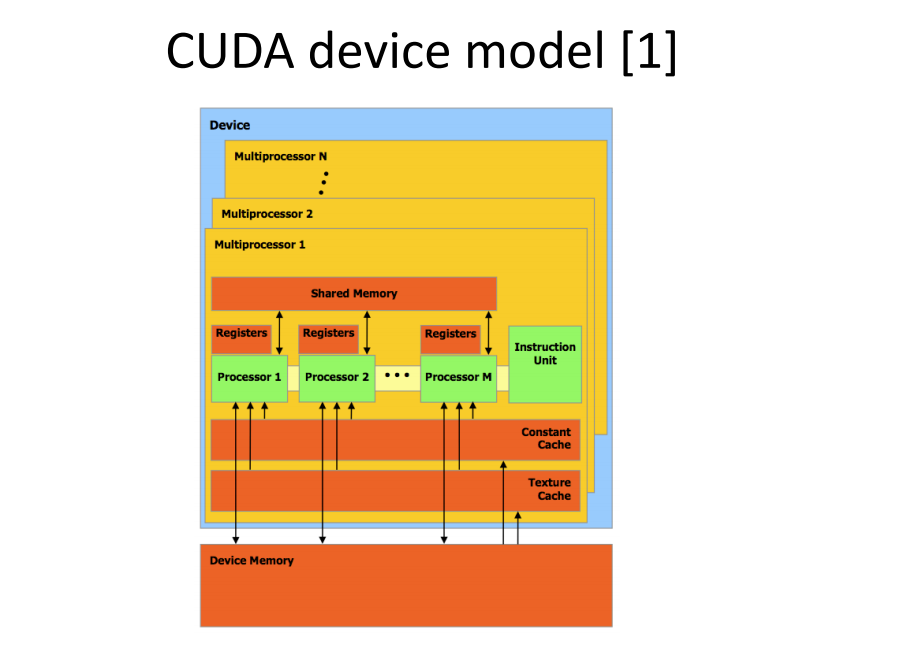 CUDA device model [1]
Device
Multiprocessor N
Multiprocessor 2
Multiprocessor 1
Shared Memory
Registers
Registers
Registers
Instruction
Unit
Processor 1
Processor 2
Processor M
Constant
Cache
Texture
Cache
Device Memory